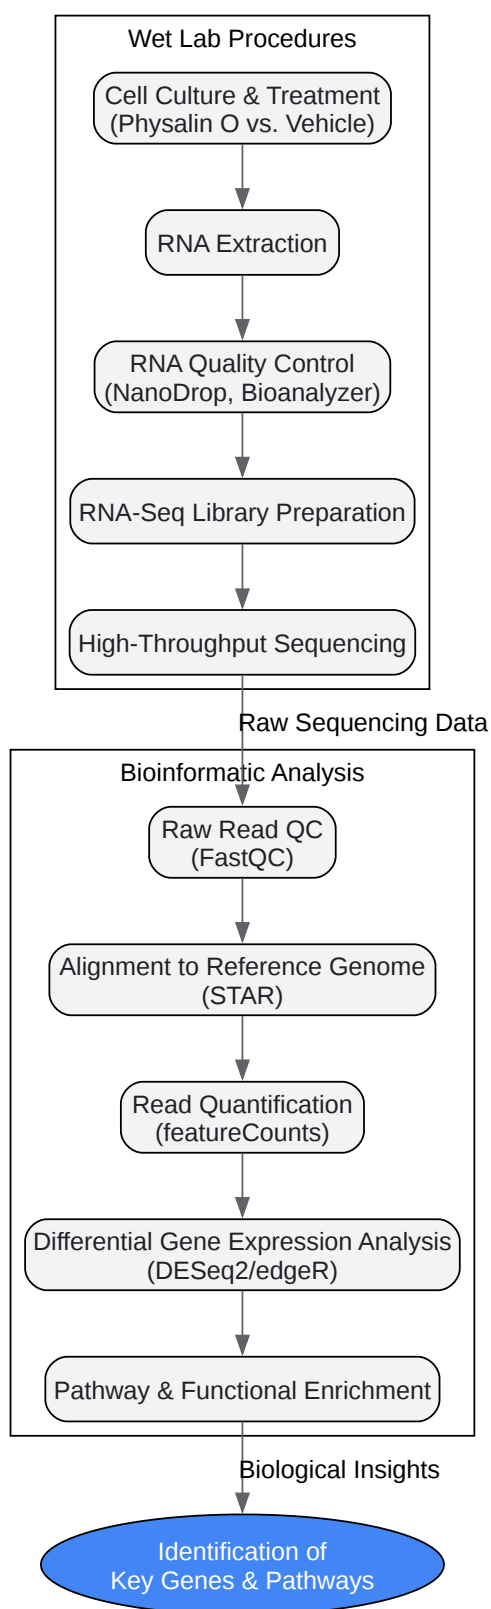 Wet Lab Procedures
Cell Culture & Treatment
(Physalin O vs. Vehicle)
RNA Extraction
RNA Quality Control
(NanoDrop, Bioanalyzer)
RNA-Seq Library Preparation
High-Throughput Sequencing
Raw Sequencing Data
Bioinformatic Analysis
Raw Read QC
(FastQC)
Alignment to Reference Genome
(STAR)
Read Quantification
(featureCounts)
Differential Gene Expression Analysis
(DESeq2/edgeR)
Pathway & Functional Enrichment
Biological Insights
Identification of
Key Genes & Pathways